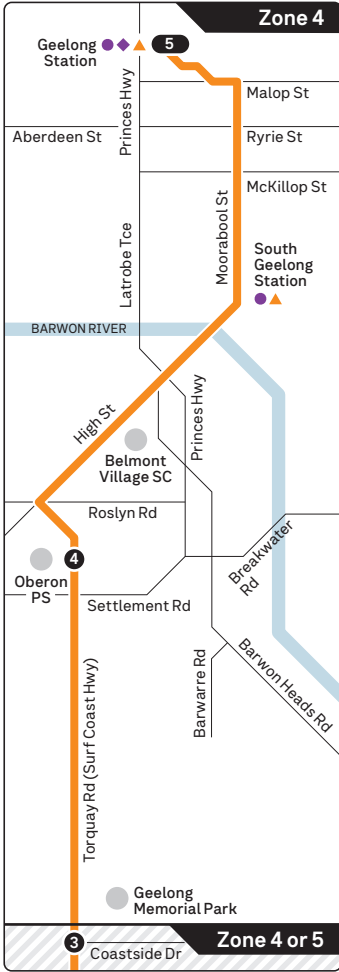 Zone 4
Geelong
Station
5
Princes Hwy
Malop St
Aberdeen St
Ryrie St
McKillop St
Moorabool St
Latrobe Tce
South
Geelong
Station
BARWON RIVER
High St
Princes Hwy
Belmont
Village SC
Roslyn Rd
4
Oberon
PS
Breakwater
Rd
Settlement Rd
Barwarre Rd
Barwon Heads Rd
Torquay Rd (Surf Coast Hwy)
Geelong
Memorial Park
3
Zone 4 or 5
Coastside Dr